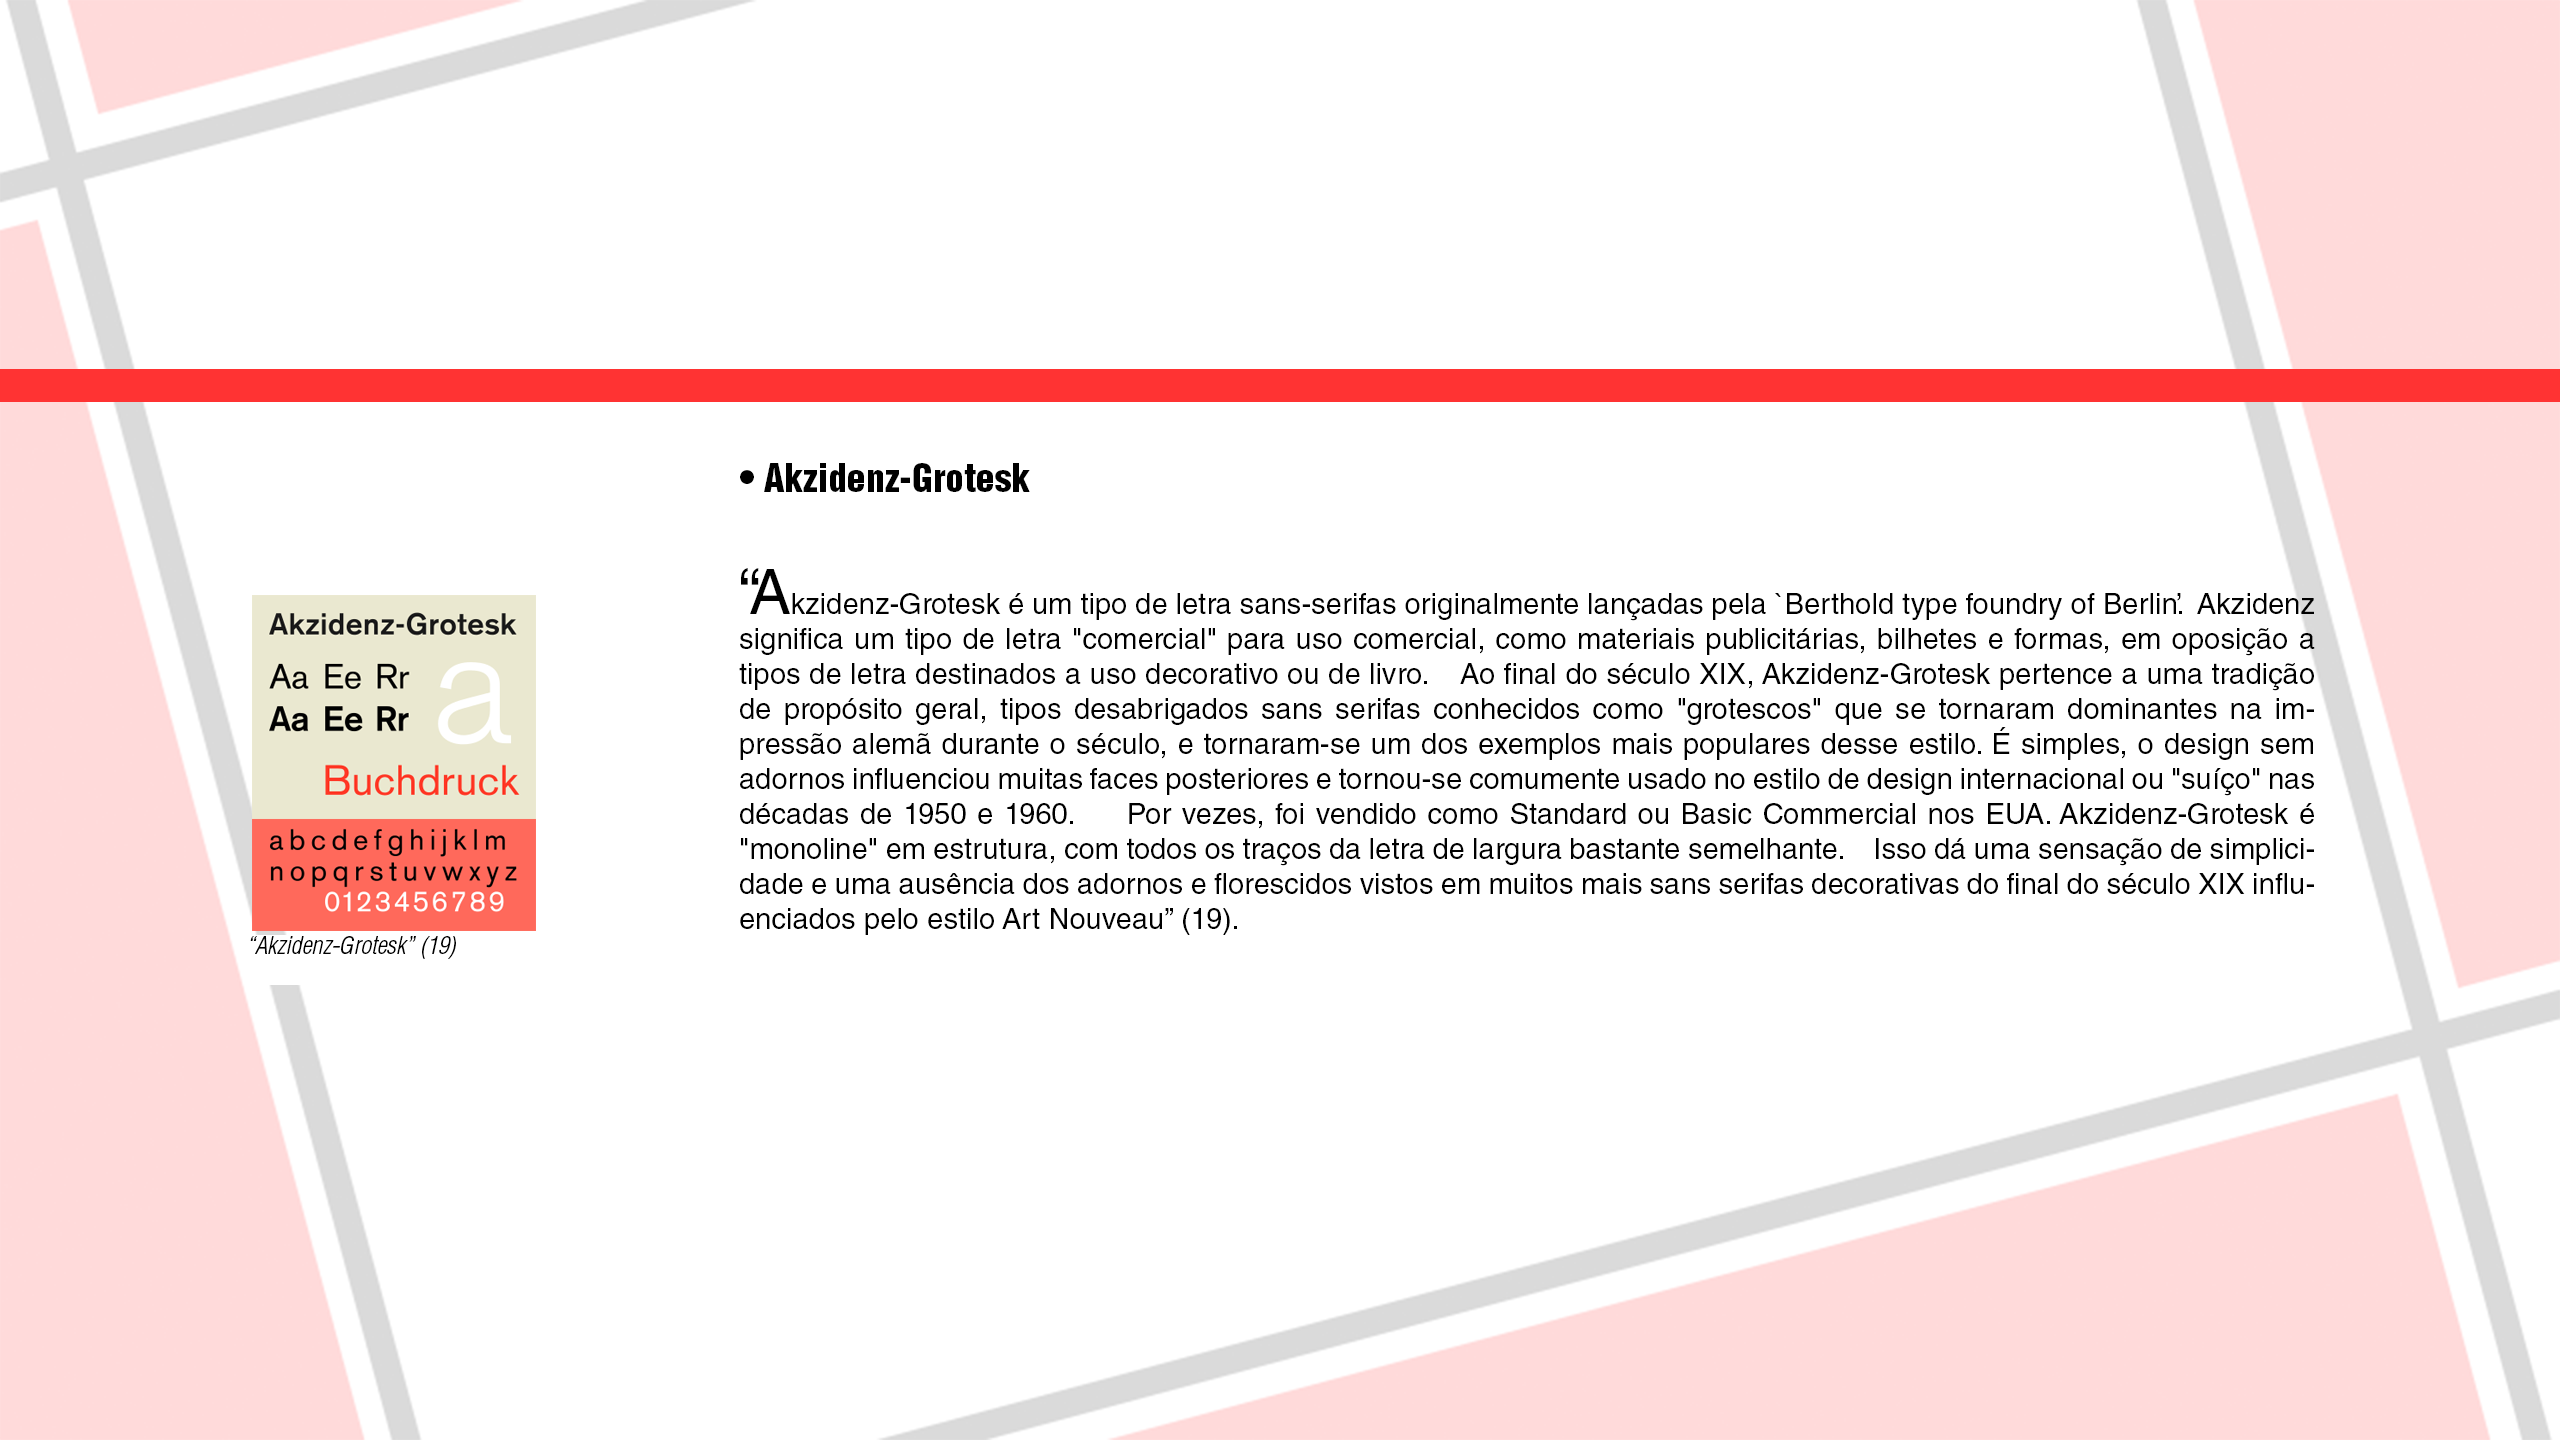 • Akzidenz-Grotesk
“Akzidenz-Grotesk é um tipo de letra sans-serifas originalmente lançadas pela `Berthold type foundry of Berlin’. Akzidenz
significa um tipo de letra "comercial" para uso comercial, como materiais publicitárias, bilhetes e formas, em oposição a
tipos de letra destinados a uso decorativo ou de livro. Ao final do século XIX, Akzidenz-Grotesk pertence a uma tradição
de propósito geral, tipos desabrigados sans serifas conhecidos como "grotescos" que se tornaram dominantes na im-
pressão alemã durante o século, e tornaram-se um dos exemplos mais populares desse estilo. É simples, o design sem
adornos influenciou muitas faces posteriores e tornou-se comumente usado no estilo de design internacional ou "suíço" nas
décadas de 1950 e 1960. Por vezes, foi vendido como Standard ou Basic Commercial nos EUA. Akzidenz-Grotesk é
"monoline" em estrutura, com todos os traços da letra de largura bastante semelhante. Isso dá uma sensação de simplici-
dade e uma ausência dos adornos e florescidos vistos em muitos mais sans serifas decorativas do final do século XIX influ-
enciados pelo estilo Art Nouveau” (19).
Akzidenz-Grotesk
Aa Ee Rr
Aa Ee Rr
a
Buchdruck
abcdefghijklm
nopqrstuvwxyz
0123456789
“Akzidenz-Grotesk” (19)